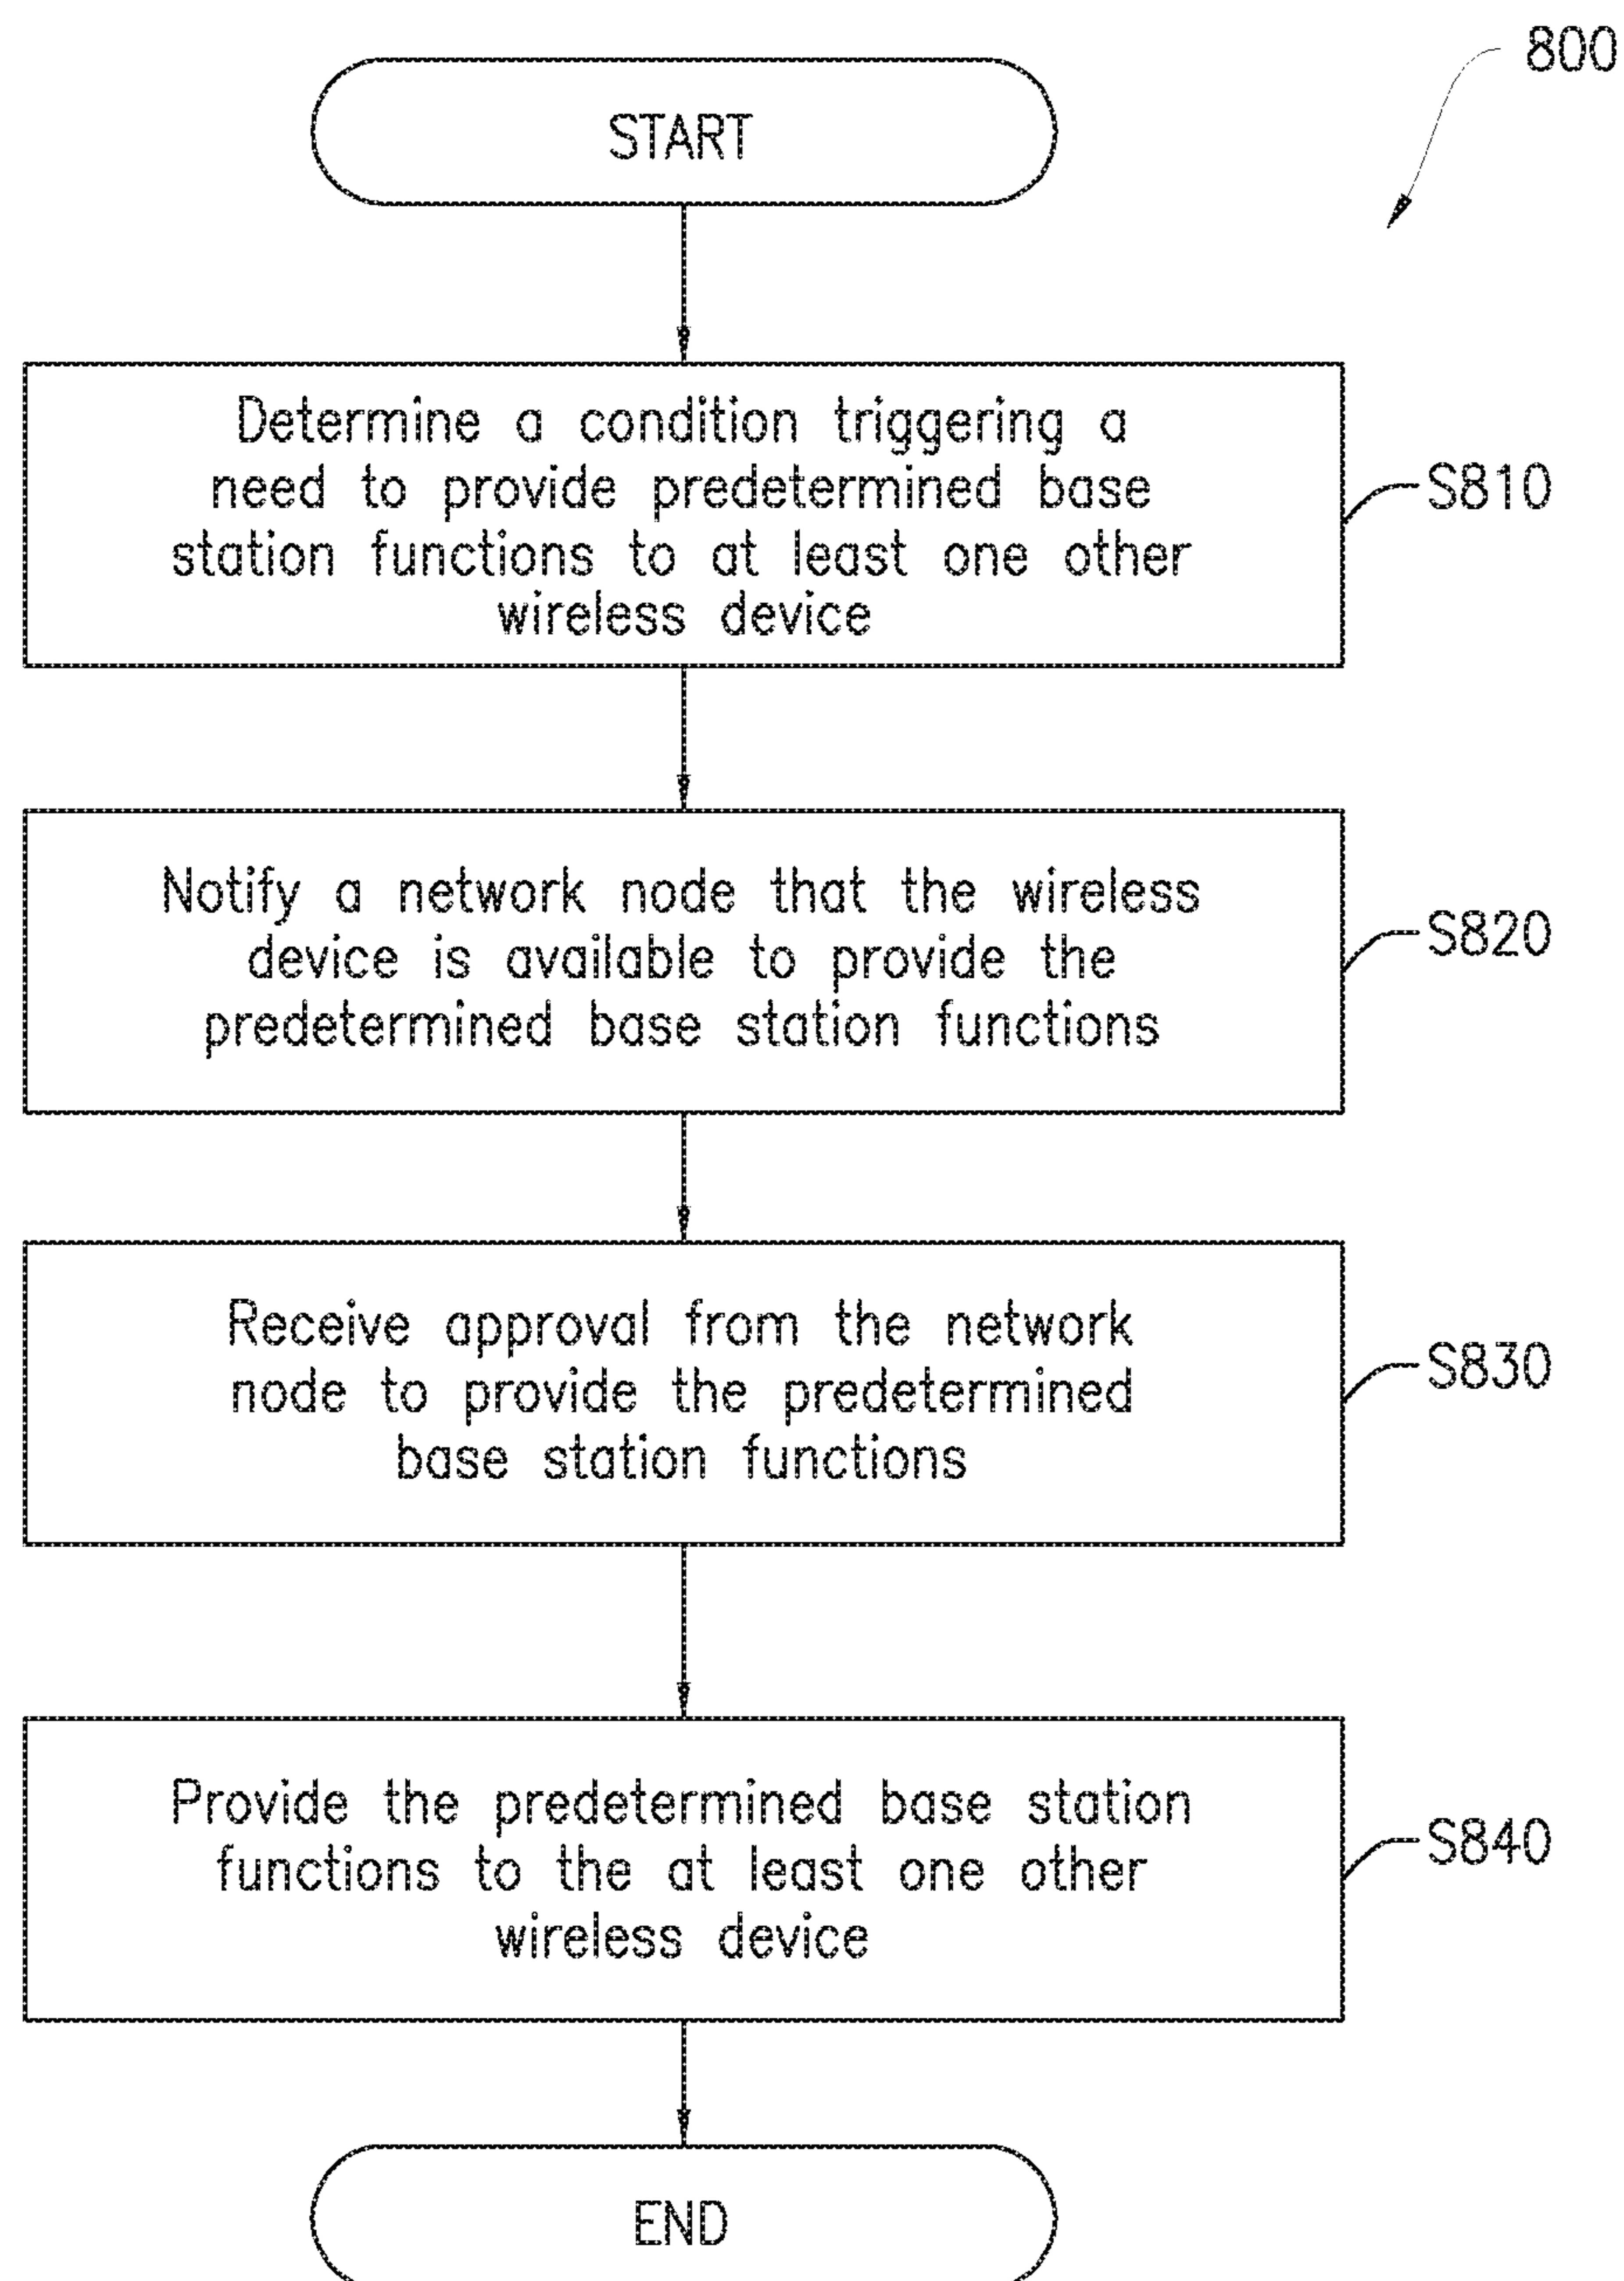 800
START
Determine a condition triggering a
need to provide predetermined base
station functions to at least one other
wireless device
S810
Notify a network node that the wireless
device is available to provide the
predetermined base station functions
S820
Receive approval from the network
node to provide the predetermined
base station functions
S830
Provide the predetermined base station
functions to the at least one other
wireless device
S840
END